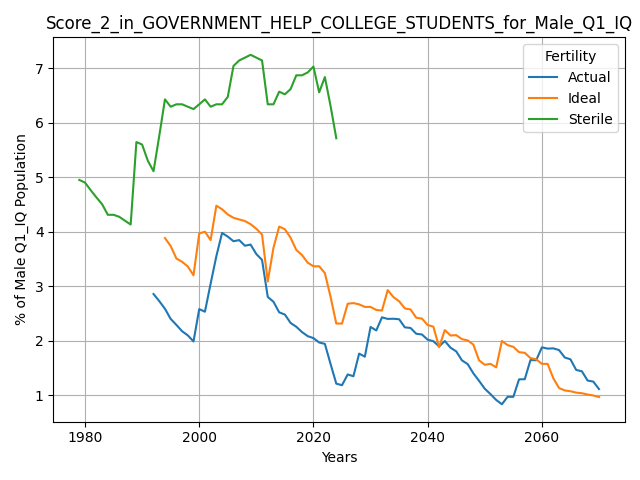 Score_2_in_GOVERNMENT_HELP_COLLEGE_STUDENTS_for_Male_Q1_IQ
Fertility
Actual
Ideal
Sterile
% of Male Q1_IQ Population
7
6
5
4
3
2
1
1980 2000 2020 2040 2060
Years